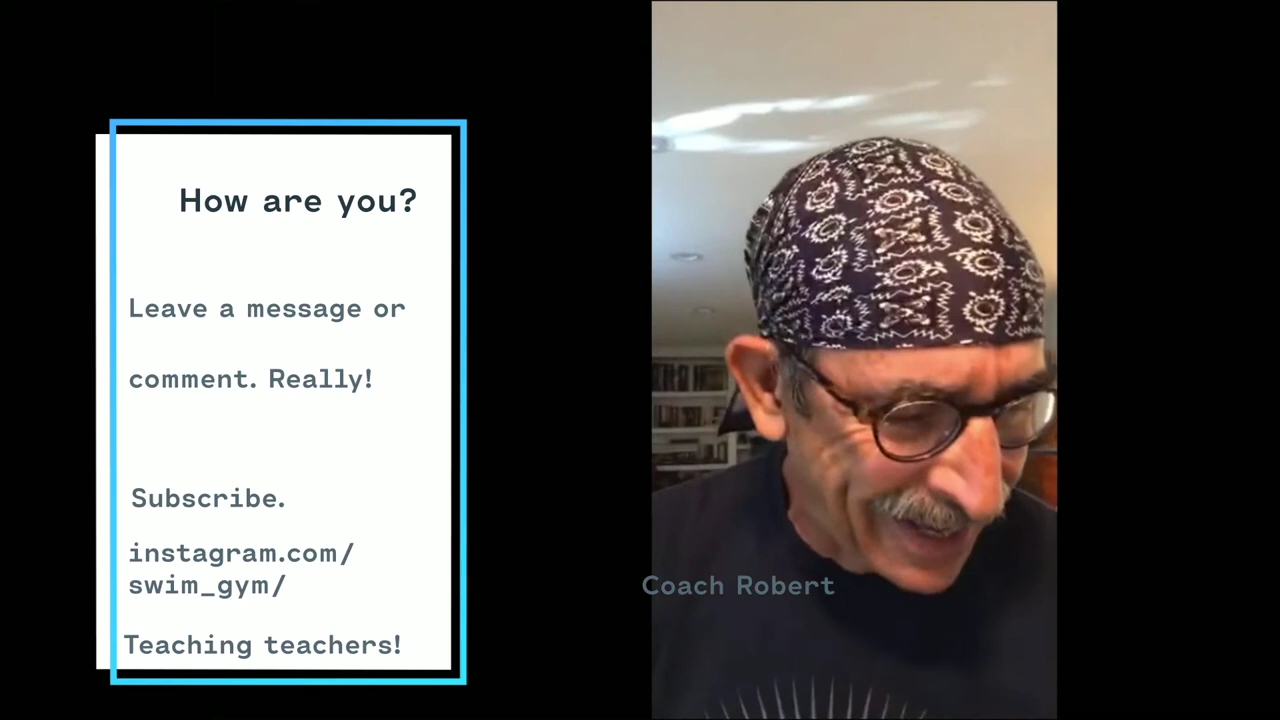 How are you?
Leave a message or
comment. Really!
Subscribe.
instagram.com/
swim_gym/
Teaching teachers!
Coach Robert